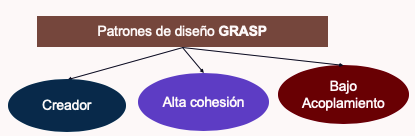 Patrones de diseño GRASP
Creador
Alta cohesión
Bajo
Acoplamiento